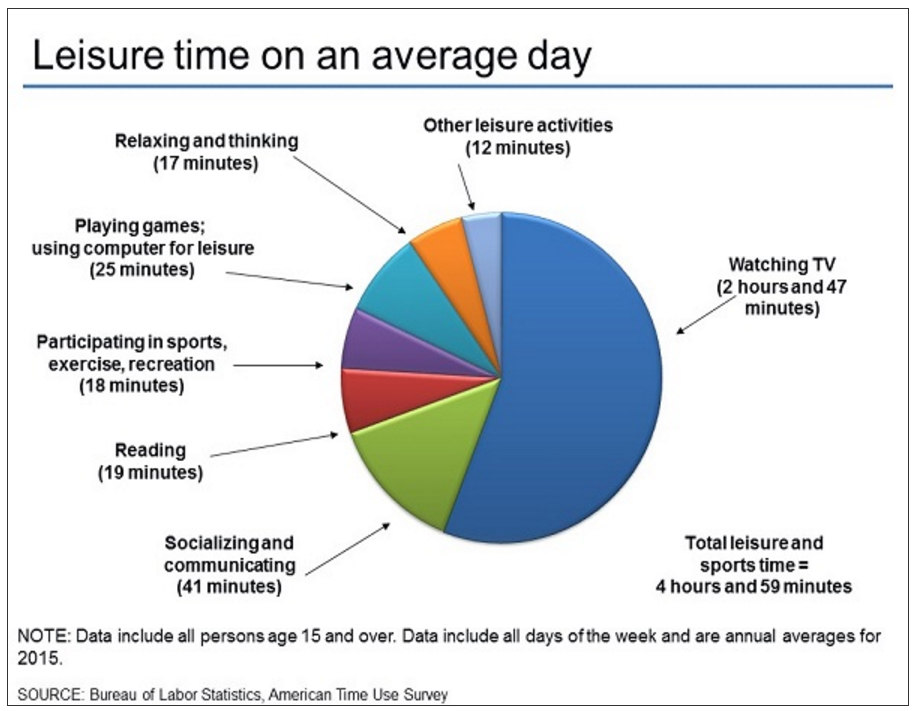 Leisure time on an average day
Other leisure activities
(12 minutes)
Relaxing and thinking
(17 minutes)
Playing games;
using computer for leisure
(25 minutes)
Watching TV
(2 hours and 47
minutes)
Participating in sports,
exercise, recreation
(18 minutes)
Reading
(19 minutes)
Socializing and
communicating
(41 minutes)
Total leisure and
sports time =
4 hours and 59 minutes
NOTE: Data include all persons age 15 and over. Data include all days of the week and are annual averages for
2015.
SOURCE: Bureau of Labor Statistics, American Time Use Survey